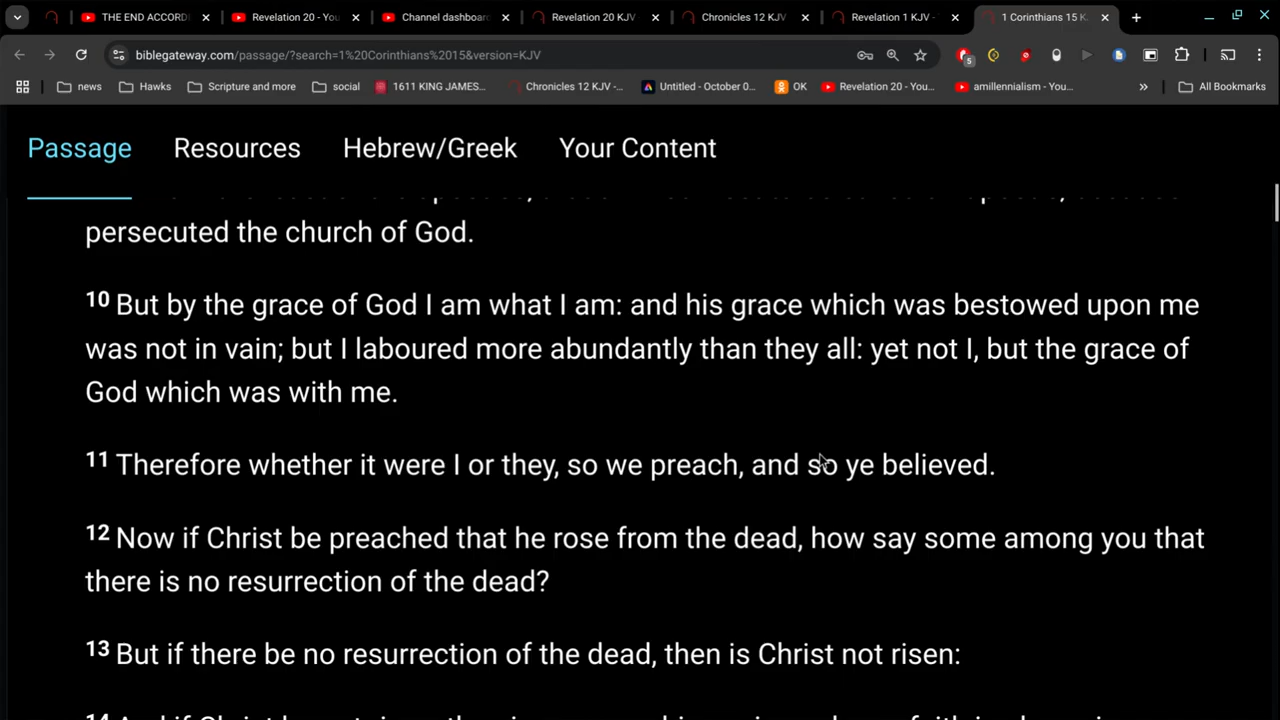 THE END ACCORD
Revelation 20 - You
Channel dashboar
Revelation 20 KJV
Chronicles 12 KJV
Revelation 1 KJV -
1 Corinthians 15 K
biblegateway.com/passage/?search=1%20Corinthians%2015&version=KJV
5
news
Hawks
Scripture and more
social
1611 KING JAMES...
Chronicles 12 KJV -...
Untitled - October 0...
OK
Revelation 20 - You...
amillennialism - You...
»
All Bookmarks
Passage
Resources
Hebrew/Greek
Your Content
persecuted the church of God.
10 But by the grace of God I am what I am: and his grace which was bestowed upon me
was not in vain; but I laboured more abundantly than they all: yet not I, but the grace of
God which was with me.
11 Therefore whether it were I or they, so we preach, and so ye believed.
12 Now if Christ be preached that he rose from the dead, how say some among you that
there is no resurrection of the dead?
13 But if there be no resurrection of the dead, then is Christ not risen: